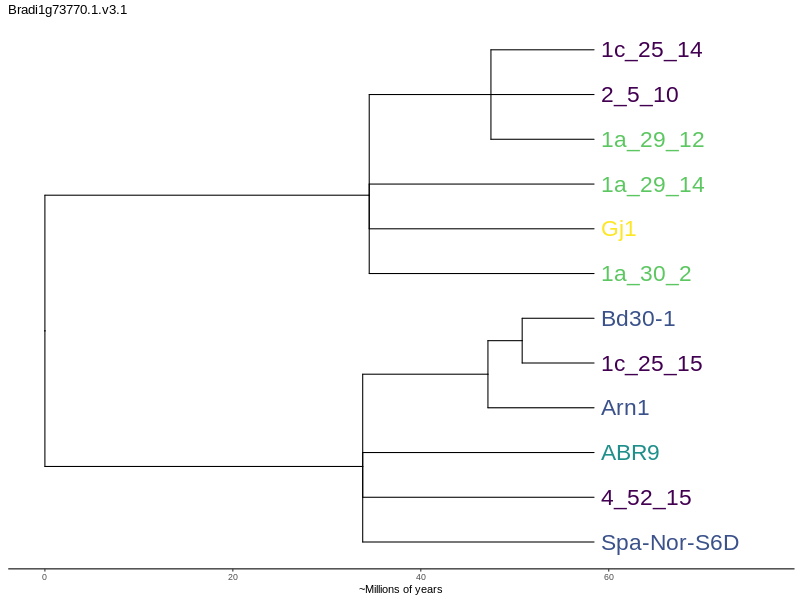 Bradi1g73770.1.v3.1
1c_25_14
2_5_10
1a_29_12
1a_29_14
Gj1
1a_30_2
Bd30-1
1c_25_15
Arn1
ABR9
4_52_15
Spa-Nor-S6D
0 20 40 60
~Millions of years